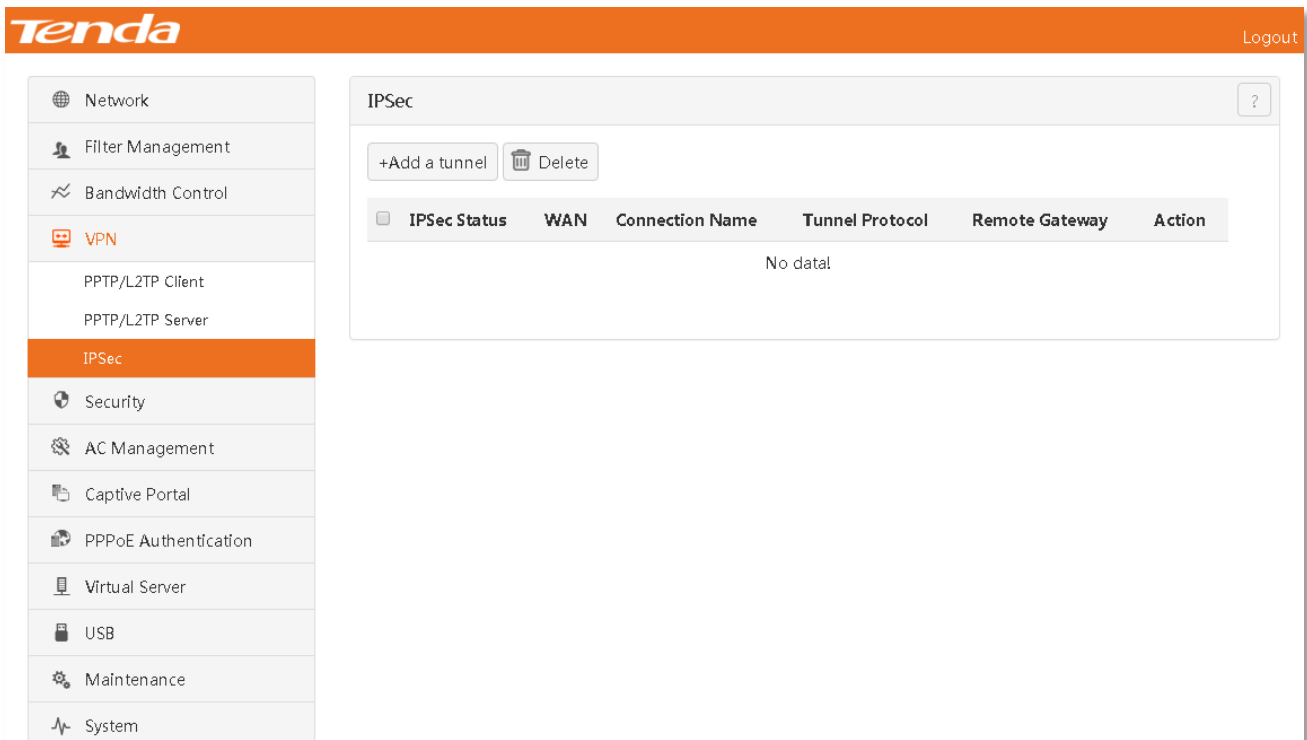 Tenda
Logout
Network
Filter Management
Bandwidth Control
VPN
PPTP/L2TP Client
PPTP/L2TP Server
IPSec
Security
AC Management
Captive Portal
PPPoE Authentication
Virtual Server
USB
Maintenance
System
IPSec
?
+Add a tunnel Delete
IPSec Status WAN Connection Name Tunnel Protocol Remote Gateway Action
No data!